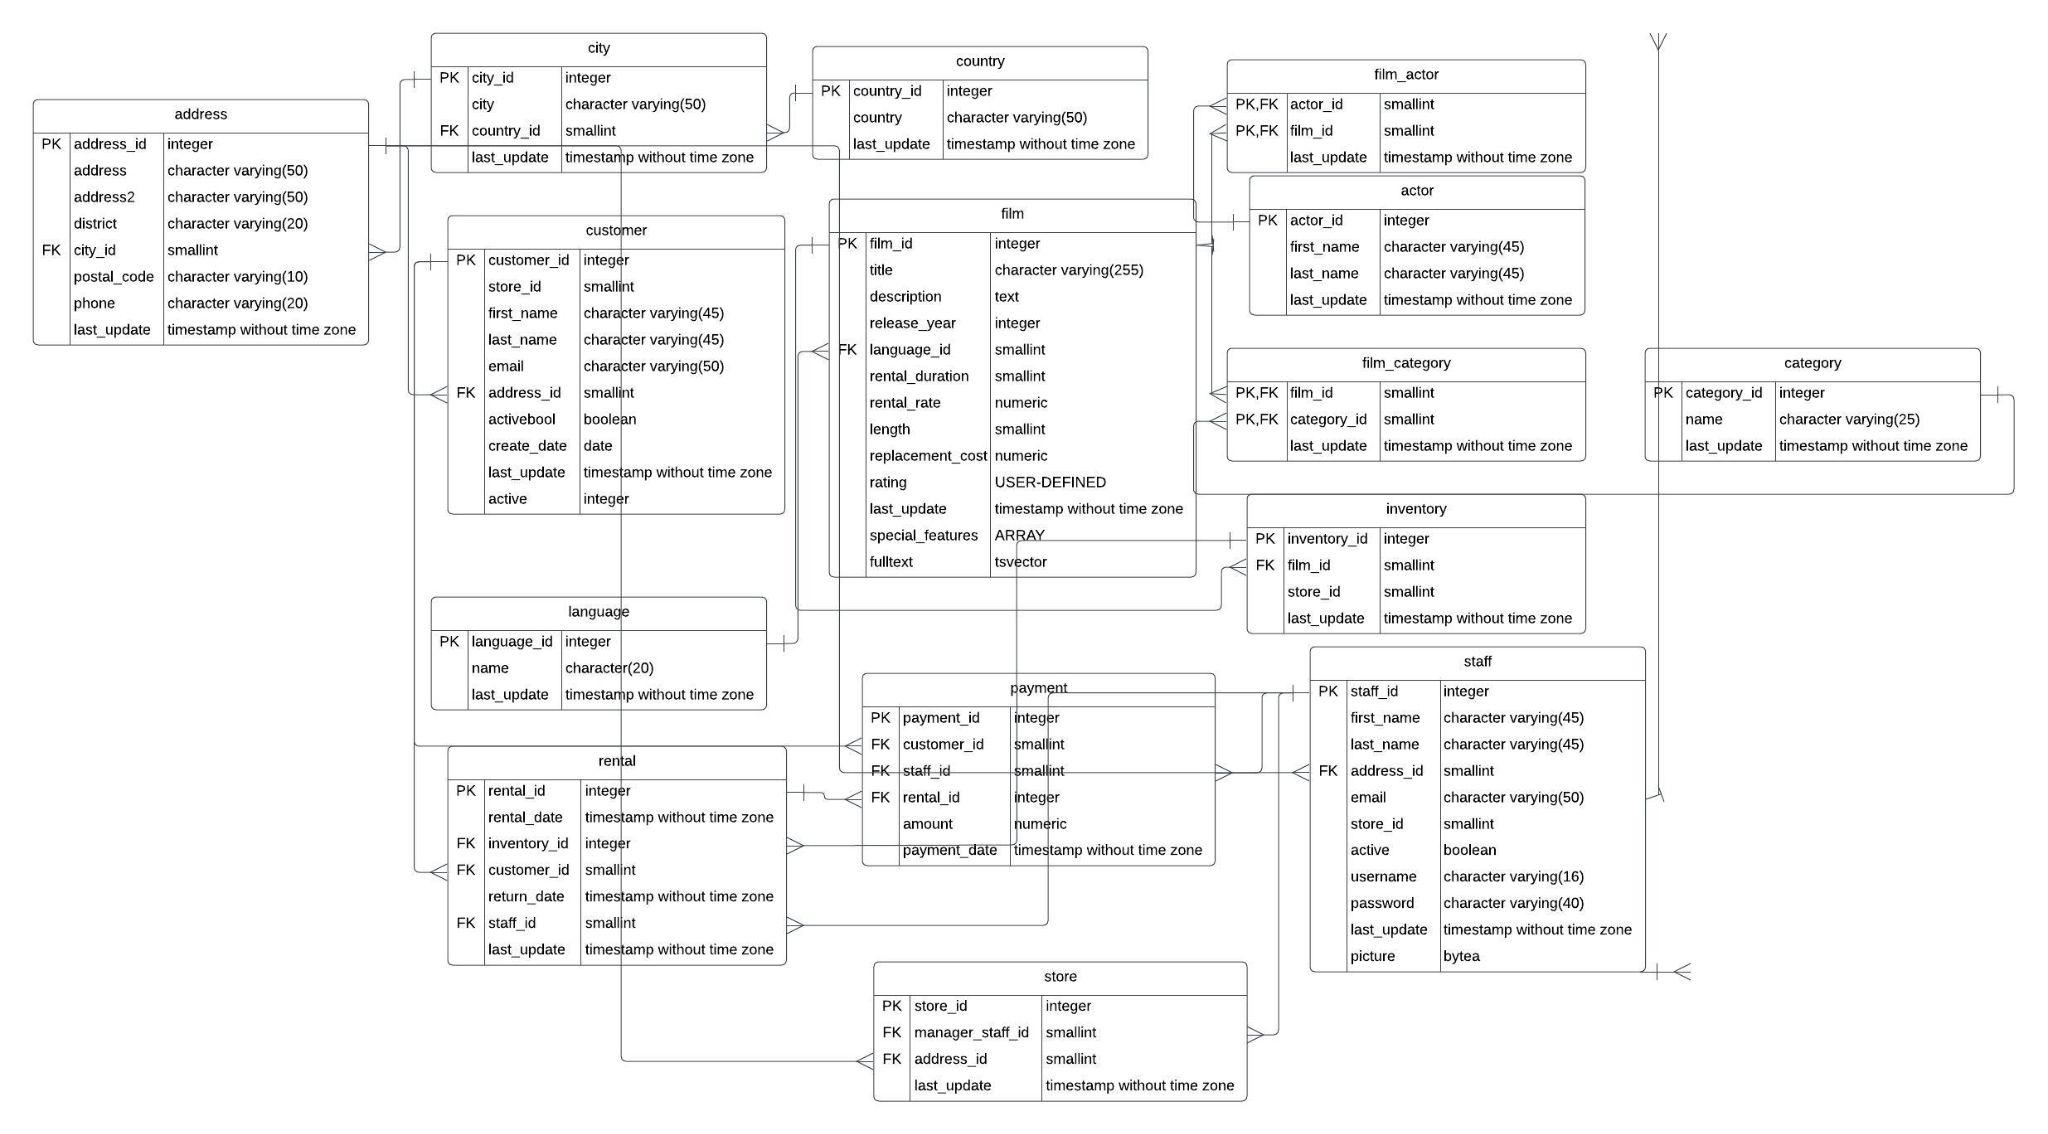 address
PK address_id integer
address character varying(50)
address2 character varying(50)
district character varying(20)
FK city_id smallint
postal_code character varying(10)
phone character varying(20)
last_update timestamp without time zone
city
PK city_id integer
city character varying(50)
FK country_id smallint
last_update timestamp without time zone
country
PK country_id integer
country character varying(50)
last_update timestamp without time zone
film_actor
PK,FK actor_id smallint
PK,FK film_id smallint
last_update timestamp without time zone
actor
PK actor_id integer
first_name character varying(45)
last_name character varying(45)
last_update timestamp without time zone
customer
PK customer_id integer
store_id smallint
first_name character varying(45)
last_name character varying(45)
email character varying(50)
FK address_id smallint
activebool boolean
create_date date
last_update timestamp without time zone
active integer
film
PK film_id integer
title character varying(255)
description text
release_year integer
FK language_id smallint
rental_duration smallint
rental_rate numeric
length smallint
replacement_cost numeric
rating USER-DEFINED
last_update timestamp without time zone
special_features ARRAY
fulltext tsvector
film_category
PK,FK film_id smallint
PK,FK category_id smallint
last_update timestamp without time zone
category
PK category_id integer
name character varying(25)
last_update timestamp without time zone
inventory
PK inventory_id integer
FK film_id smallint
store_id smallint
last_update timestamp without time zone
language
PK language_id integer
name character(20)
last_update timestamp without time zone
payment
PK payment_id integer
FK customer_id smallint
FK staff_id smallint
FK rental_id integer
amount numeric
payment_date timestamp without time zone
staff
PK staff_id integer
first_name character varying(45)
last_name character varying(45)
FK address_id smallint
email character varying(50)
store_id smallint
active boolean
username character varying(16)
password character varying(40)
last_update timestamp without time zone
picture bytea
rental
PK rental_id integer
rental_date timestamp without time zone
FK inventory_id integer
FK customer_id smallint
return_date timestamp without time zone
FK staff_id smallint
last_update timestamp without time zone
store
PK store_id integer
FK manager_staff_id smallint
FK address_id smallint
last_update timestamp without time zone